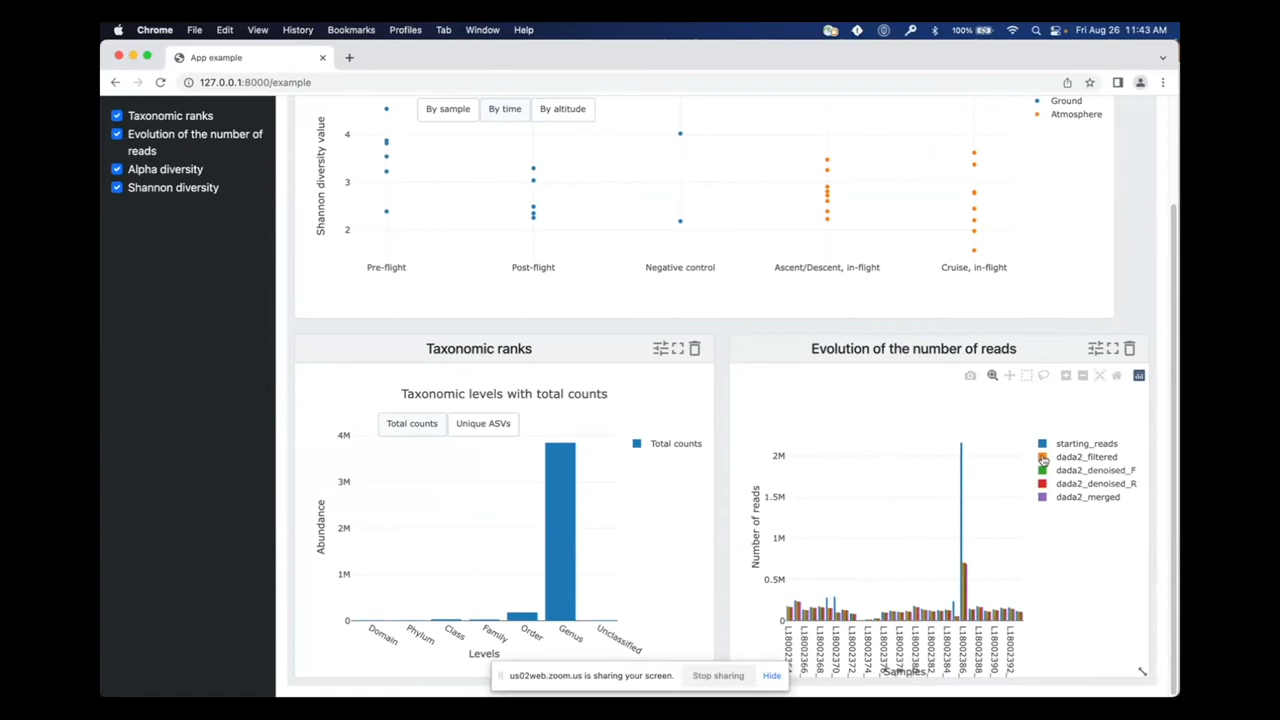 Chrome File Edit View History Bookmarks Profiles Tab Window Help 100% Fri Aug 26 11:43 AM
App example
127.0.0.1:8000/example
Taxonomic ranks
Evolution of the number of
reads
Alpha diversity
Shannon diversity
By sample By time By altitude
Ground
Atmosphere
Shannon diversity value
4
3
2
Pre-flight Post-flight Negative control Ascent/Descent, in-flight Cruise, in-flight
Taxonomic ranks
Taxonomic levels with total counts
Total counts Unique ASVs
Total counts
Abundance
4M
3M
2M
1M
0
Domain Phylum Class Family Order Genus Unclassified
Levels
Evolution of the number of reads
starting_reads
dada2_filtered
dada2_denoised_F
dada2_denoised_R
dada2_merged
Number of reads
2M
1.5M
1M
0.5M
0
Samples
us02web.zoom.us is sharing your screen. Stop sharing Hide